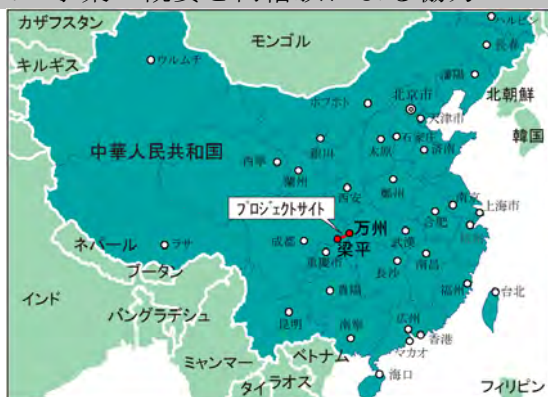 カザフスタン
モンゴル
ハルビン
長春
キルギス
ウルムチ
瀋陽
フフホト
北京市
北朝鮮
天津市
石家庄
太原
済南
韓国
銀川
中華人民共和国
西寧
蘭州
鄭州
西安
プロジェクトサイト
南京
上海市
合肥
万州
梁平
武漢
杭州
ネパール
ラサ
成都
重慶市
南昌
長沙
ブータン
インド
貴陽
福州
台北
バングラデシュ
昆明
南寧
広州
香港
マカオ
ミャンマー
ベトナム
ラオス
タイ
海口
フィリピン